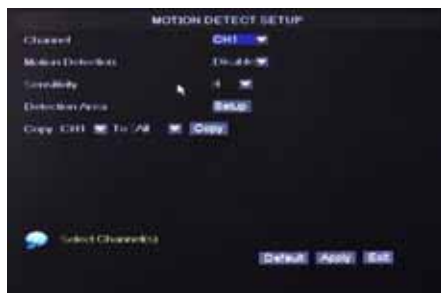 MOTION DETECT SETUP
Channel CH1
Motion Detection Disable
Sensitivity 4
Detection Area Setup
Copy CH1 To All Copy
Select Channel(s)
Default Apply Exit